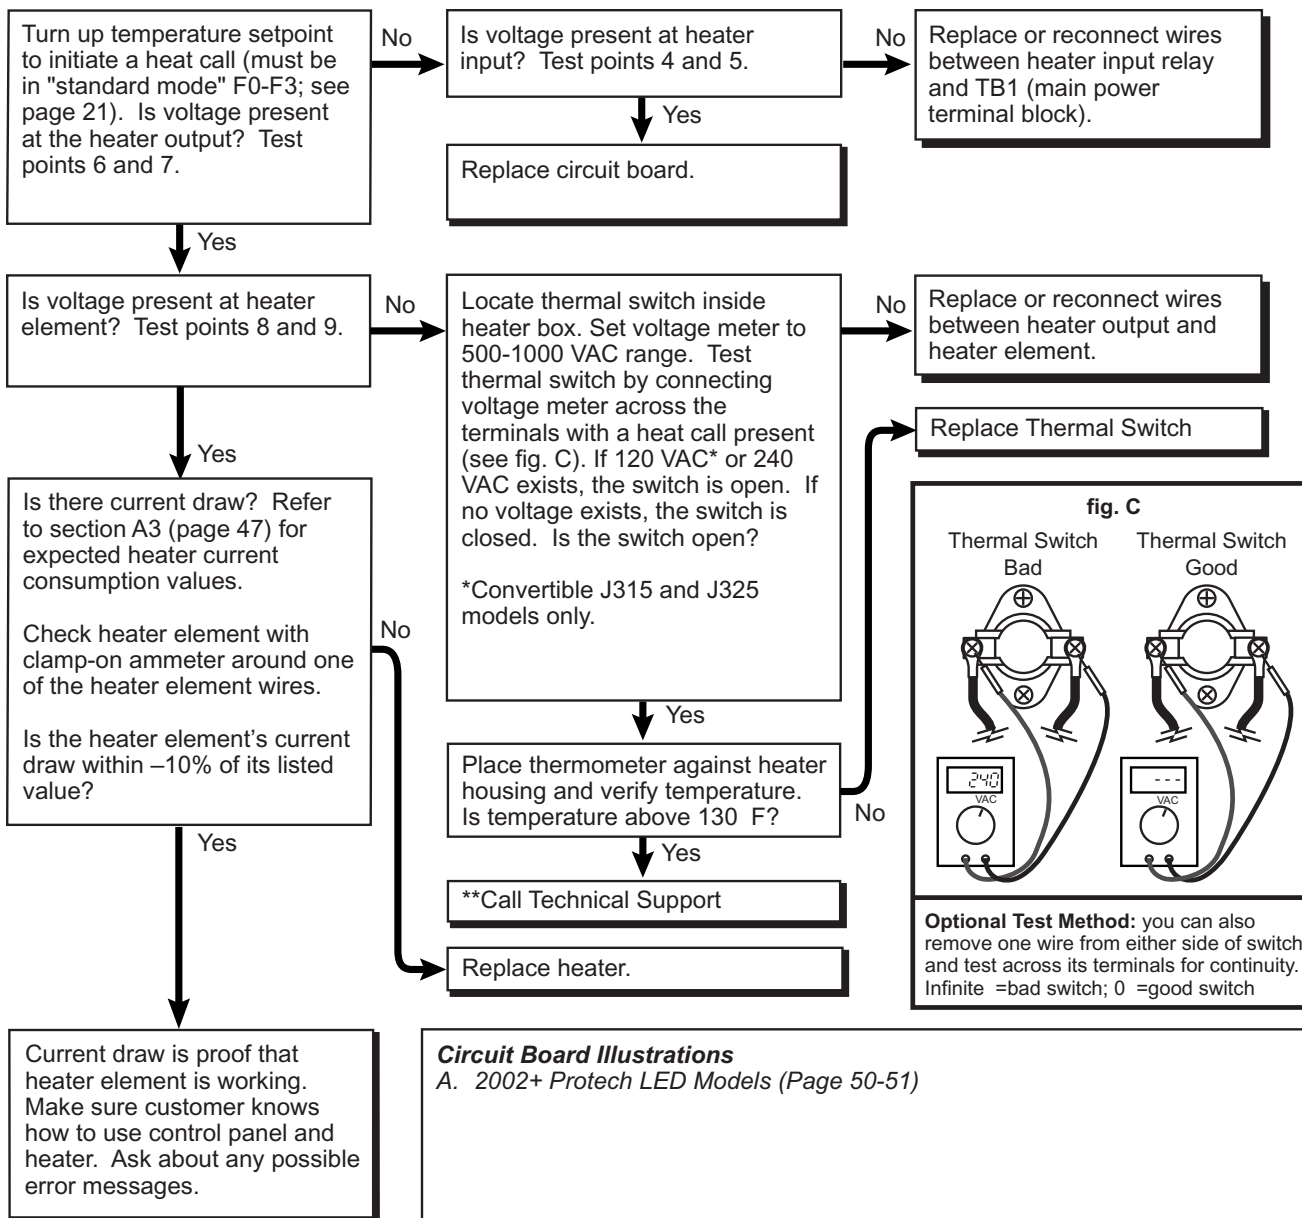 Turn up temperature setpoint
to initiate a heat call (must be
in "standard mode" F0-F3; see
page 21).  Is voltage present
at the heater output?  Test
points 6 and 7.
No
Is voltage present at heater
input?  Test points 4 and 5.
No
Replace or reconnect wires
between heater input relay
and TB1 (main power
terminal block).
Yes
Replace circuit board.
Yes
Is voltage present at heater
element?  Test points 8 and 9.
No
Locate thermal switch inside
heater box. Set voltage meter to
500-1000 VAC range.  Test
thermal switch by connecting
voltage meter across the
terminals with a heat call present
(see fig. C). If 120 VAC* or 240
VAC exists, the switch is open.  If
no voltage exists, the switch is
closed.  Is the switch open?
*Convertible J315 and J325
models only.
No
Replace or reconnect wires
between heater output and
heater element.
Replace Thermal Switch
Yes
Is there current draw?  Refer
to section A3 (page 47) for
expected heater current
consumption values.
Check heater element with
clamp-on ammeter around one
of the heater element wires.
Is the heater element's current
draw within –10% of its listed
value?
No
Yes
Place thermometer against heater
housing and verify temperature.
Is temperature above 130  F?
No
Yes
**Call Technical Support
Replace heater.
Yes
Current draw is proof that
heater element is working.
Make sure customer knows
how to use control panel and
heater.  Ask about any possible
error messages.
fig. C
Thermal Switch
Bad
Thermal Switch
Good
240
VAC
---
VAC
Optional Test Method: you can also
remove one wire from either side of switch
and test across its terminals for continuity.
Infinite  =bad switch; 0  =good switch
Circuit Board Illustrations
A.  2002+ Protech LED Models (Page 50-51)